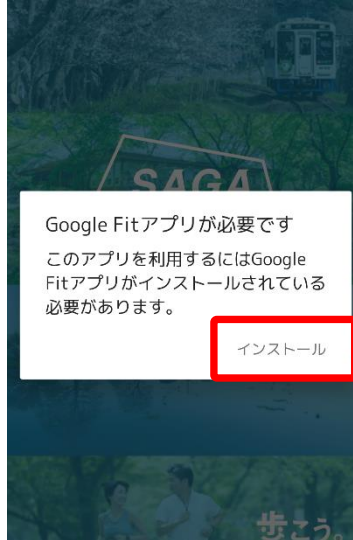 SAGA
Google Fitアプリが必要です
このアプリを利用するにはGoogle
Fitアプリがインストールされている
必要があります。
インストール
歩こう。